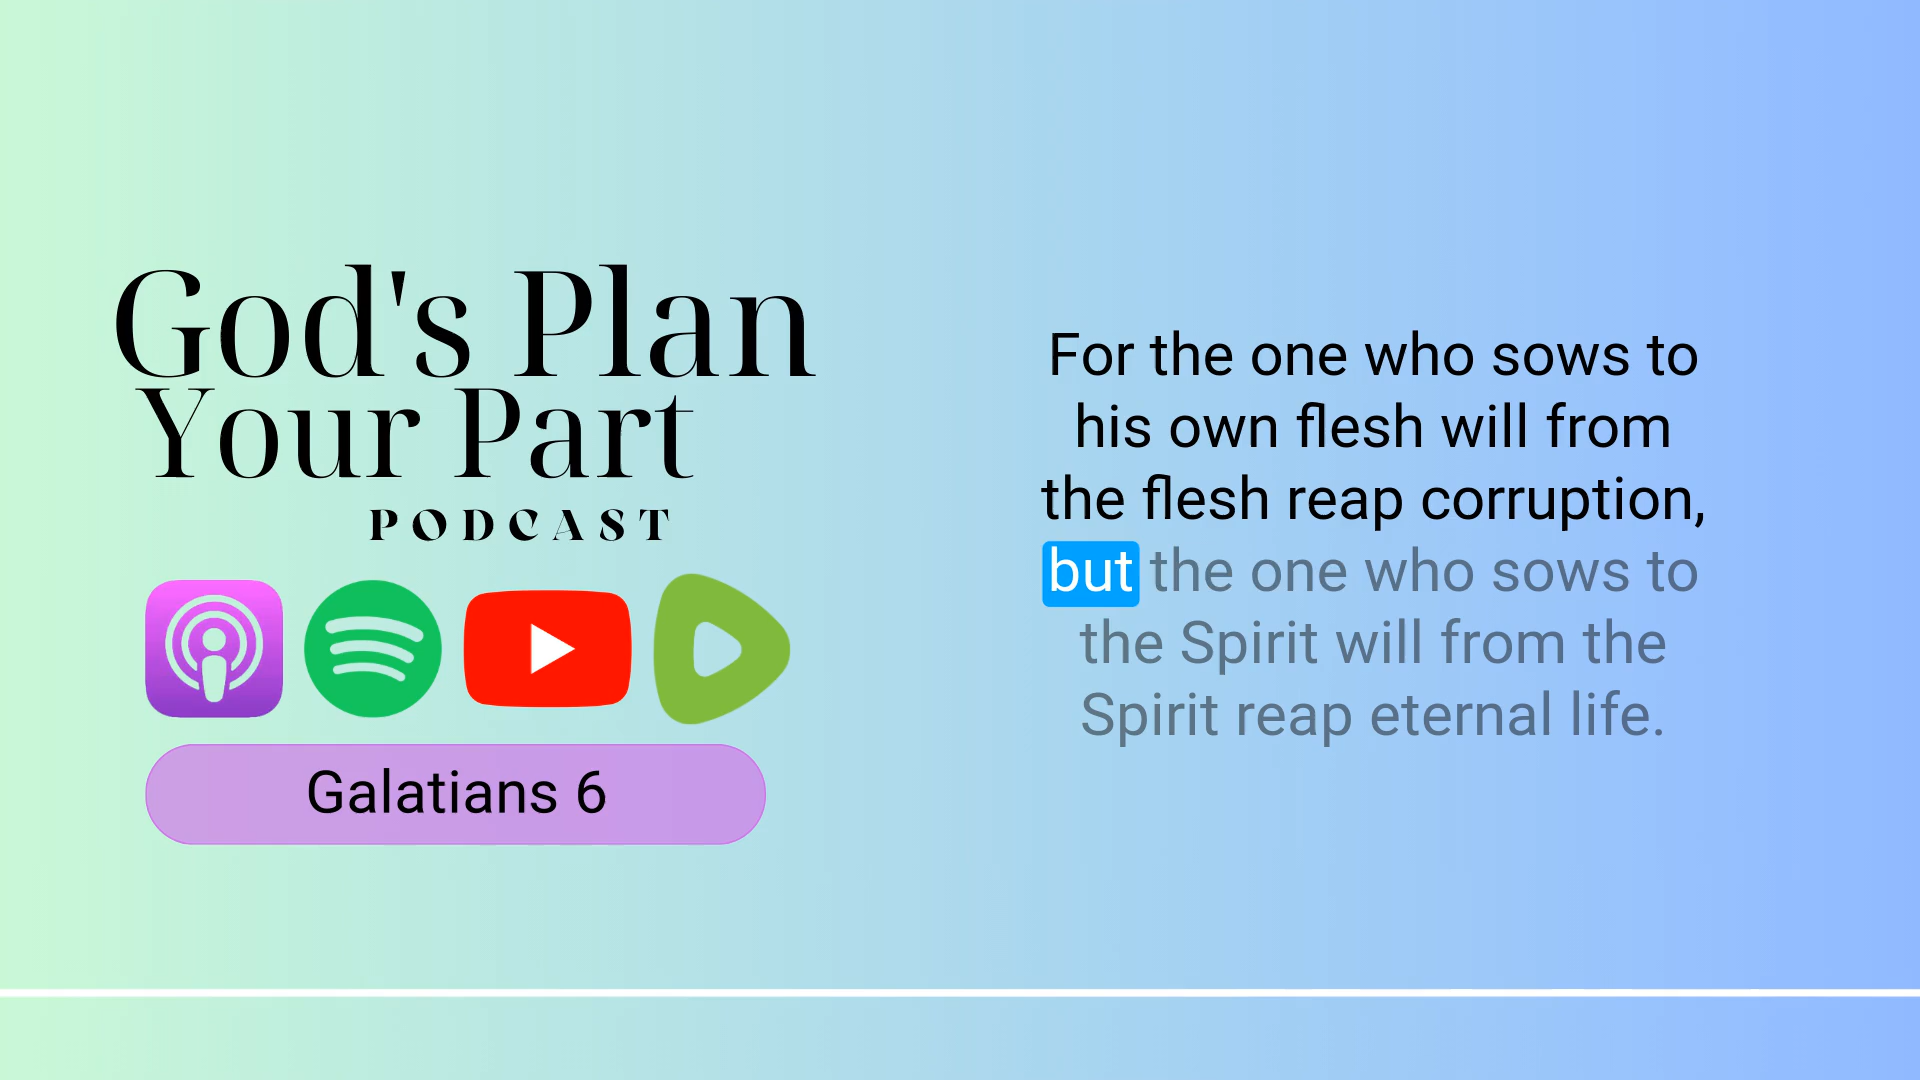 God's Plan
Your Part
PODCAST
Galatians 6
For the one who sows to
his own flesh will from
the flesh reap corruption,
but the one who sows to
the Spirit will from the
Spirit reap eternal life.